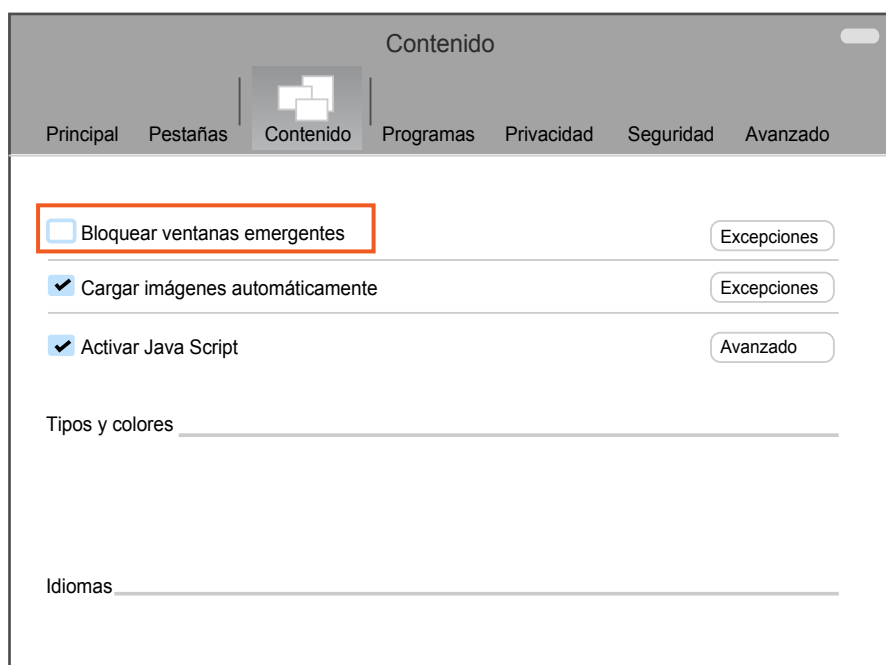 Contenido
Principal Pestañas Contenido Programas Privacidad Seguridad Avanzado
Bloquear ventanas emergentes Excepciones
Cargar imágenes automáticamente Excepciones
Activar Java Script Avanzado
Tipos y colores
Idiomas